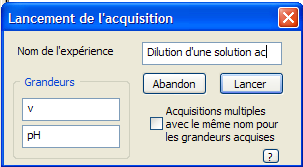 Lancement de l'acquisition
Nom de l'expérience
Dilution d'une solution ac
Grandeurs
Abandon
Lancer
v
pH
Acquisitions multiples
avec le même nom pour
les grandeurs acquises
?